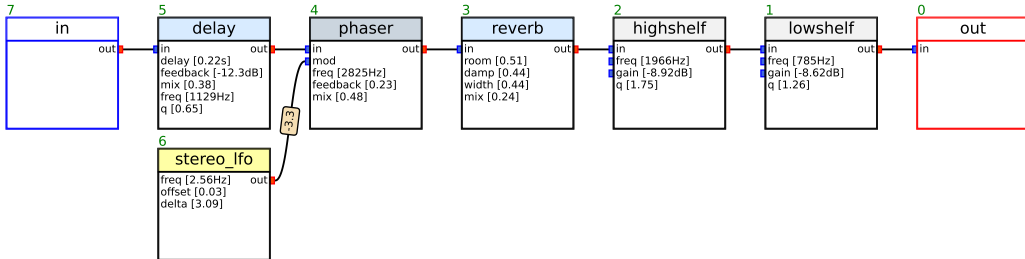 7
in
out
5
delay
in out
delay [0.22s]
feedback [-12.3dB]
mix [0.38]
freq [1129Hz]
q [0.65]
4
phaser
in out
mod
freq [2825Hz]
feedback [0.23]
mix [0.48]
3
reverb
in out
room [0.51]
damp [0.44]
width [0.44]
mix [0.24]
2
highshelf
in out
freq [1966Hz]
gain [-8.92dB]
q [1.75]
1
lowshelf
in out
freq [785Hz]
gain [-8.62dB]
q [1.26]
0
out
in
-3.3
6
stereo_lfo
freq [2.56Hz] out
offset [0.03]
delta [3.09]